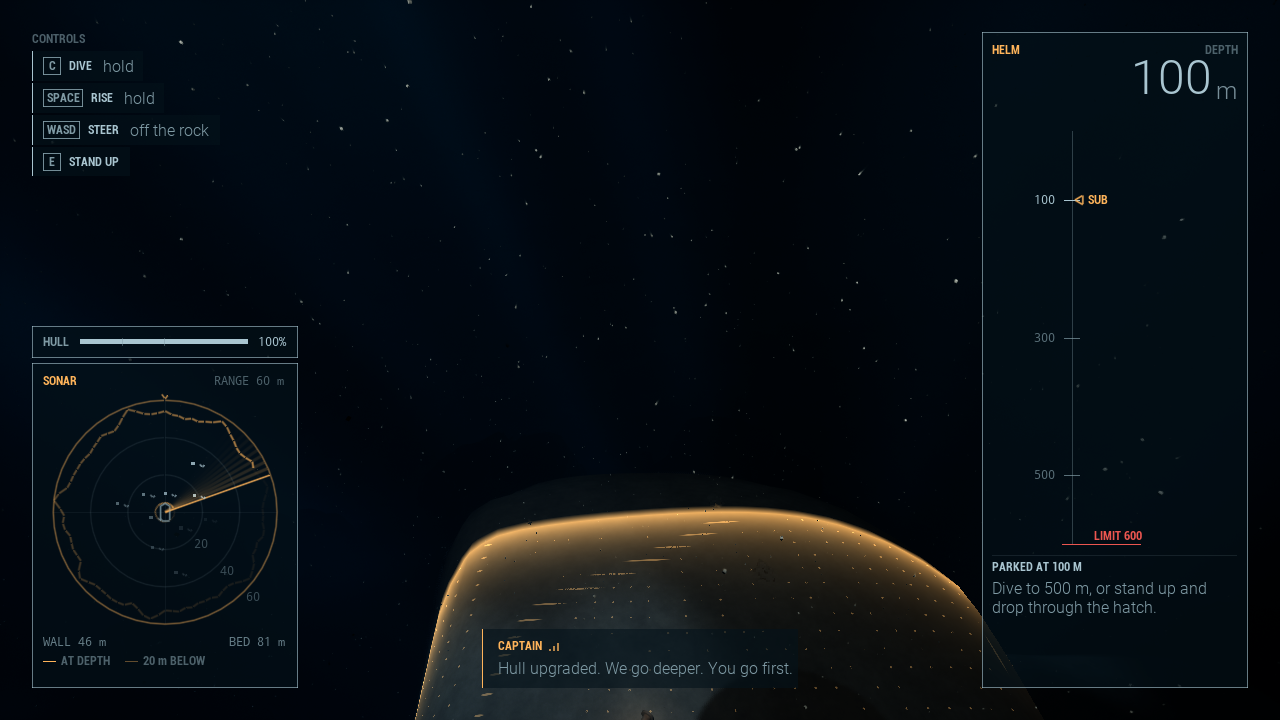 CONTROLS
C DIVE hold
SPACE RISE hold
WASD STEER off the rock
E STAND UP
HULL 100%
SONAR RANGE 60 m
20
40
60
WALL 46 m BED 81 m
AT DEPTH 20 m BELOW
CAPTAIN
Hull upgraded. We go deeper. You go first.
HELM DEPTH
100 m
100 SUB
300
500
LIMIT 600
PARKED AT 100 M
Dive to 500 m, or stand up and
drop through the hatch.